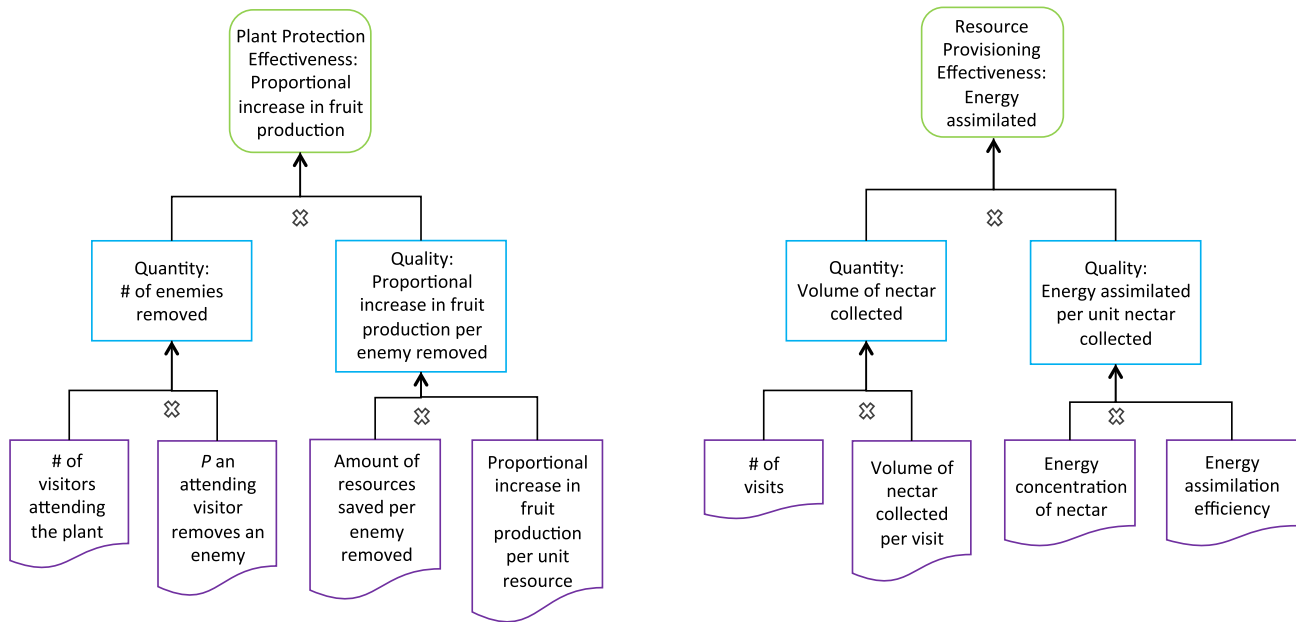 Plant Protection
Effectiveness:
Proportional
increase in fruit
production
Resource
Provisioning
Effectiveness:
Energy
assimilated
Quantity:
# of enemies
removed
Quality:
Proportional
increase in fruit
production per
enemy removed
Quantity:
Volume of nectar
collected
Quality:
Energy assimilated
per unit nectar
collected
# of
visitors
attending
the plant
P an
attending
visitor
removes an
enemy
Amount of
resources
saved per
enemy
removed
Proportional
increase in
fruit
production
per unit
resource
# of
visits
Volume of
nectar
collected
per visit
Energy
concentration
of nectar
Energy
assimilation
efficiency